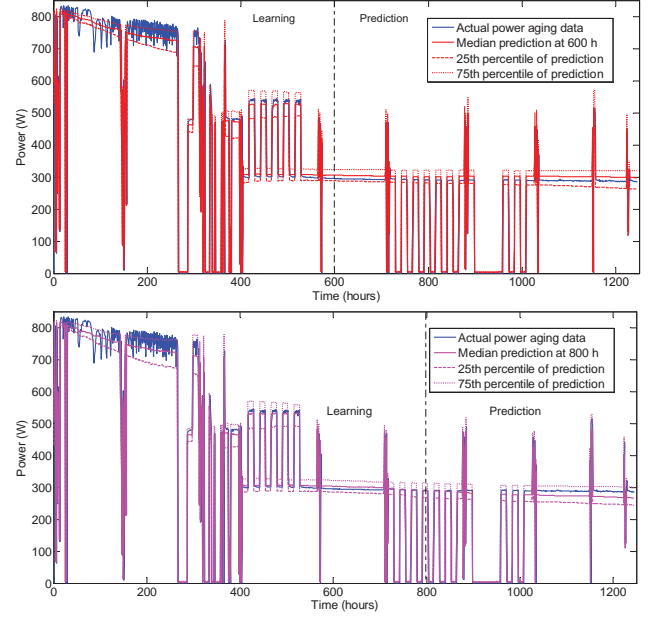 Learning Prediction
Actual power aging data
Median prediction at 600 h
25th percentile of prediction
75th percentile of prediction
Power (W)
800
700
600
500
400
300
200
100
0
0 200 400 600 800 1000 1200
Time (hours)
Actual power aging data
Median prediction at 800 h
25th percentile of prediction
75th percentile of prediction
Learning Prediction
Power (W)
800
700
600
500
400
300
200
100
0
0 200 400 600 800 1000 1200
Time (hours)